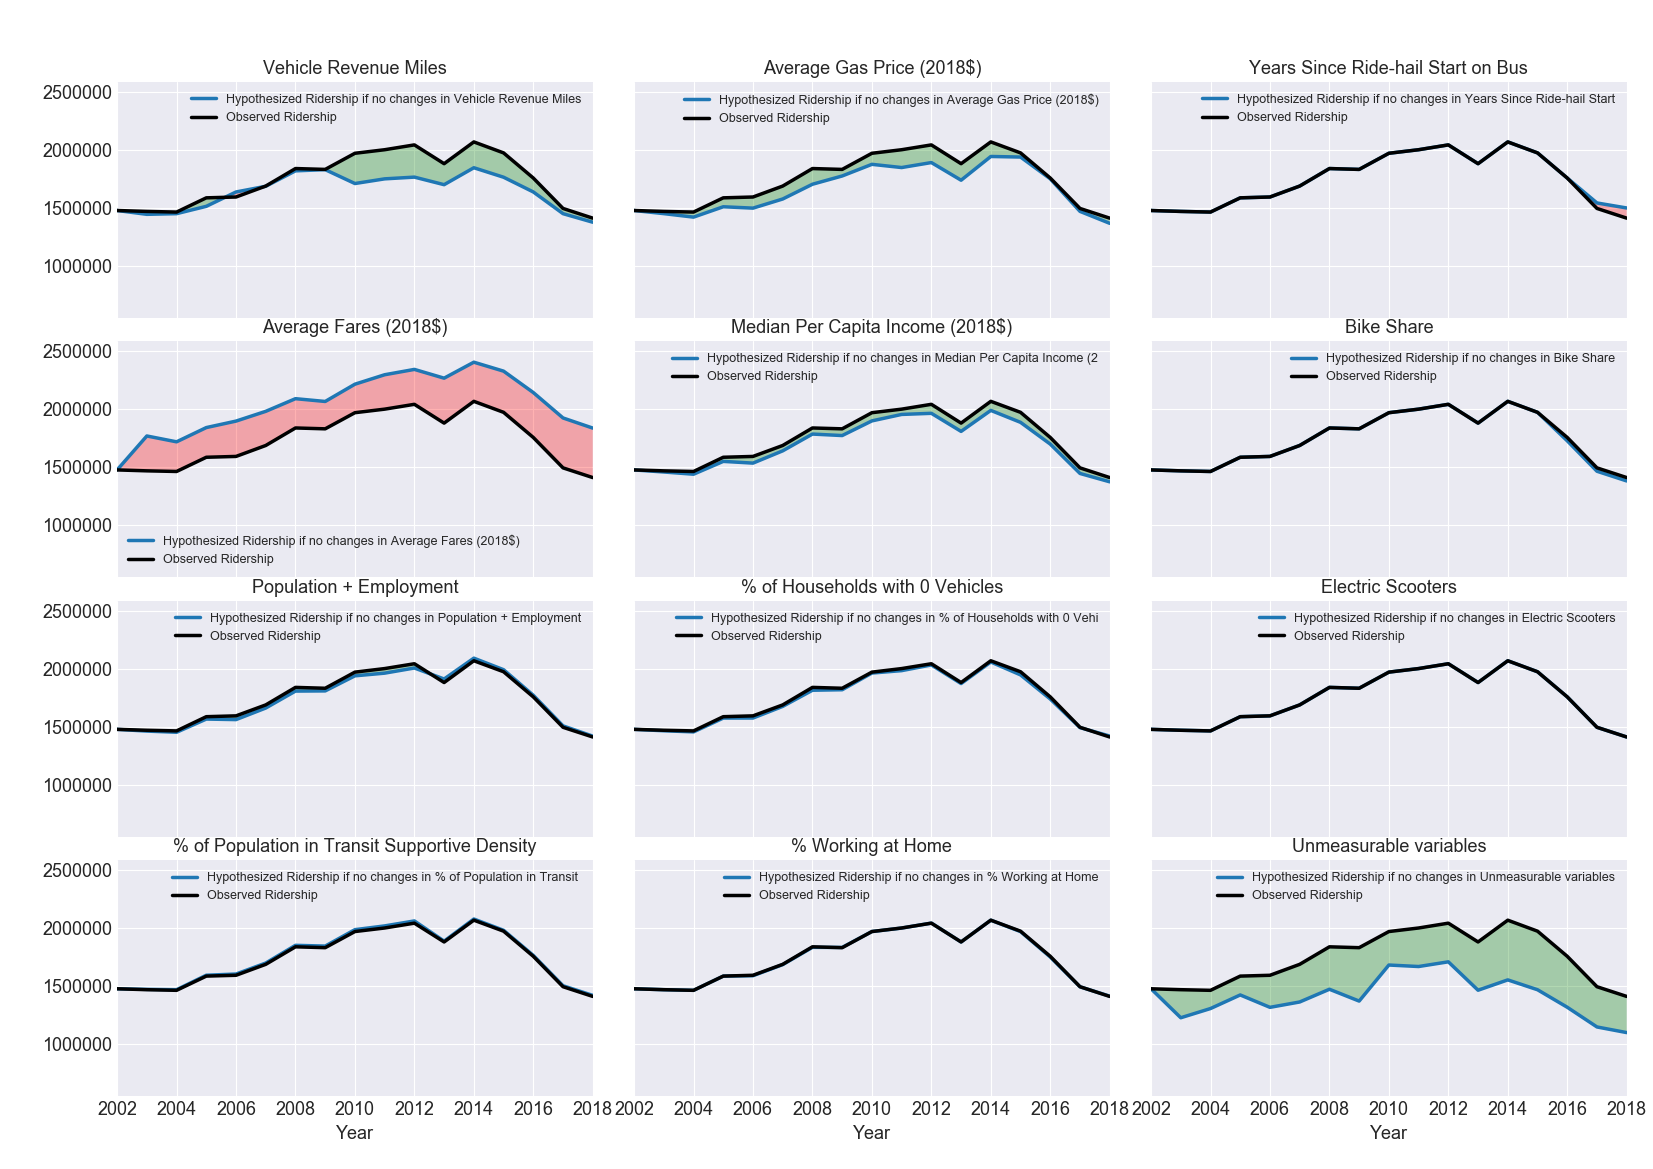 Vehicle Revenue Miles
Average Gas Price (2018$)
Years Since Ride-hail Start on Bus
2500000
2000000
1500000
1000000
Hypothesized Ridership if no changes in Vehicle Revenue Miles
Observed Ridership
Hypothesized Ridership if no changes in Average Gas Price (2018$)
Observed Ridership
Hypothesized Ridership if no changes in Years Since Ride-hail Start
Observed Ridership
Average Fares (2018$)
Median Per Capita Income (2018$)
Bike Share
2500000
2000000
1500000
1000000
Hypothesized Ridership if no changes in Average Fares (2018$)
Observed Ridership
Hypothesized Ridership if no changes in Median Per Capita Income (2
Observed Ridership
Hypothesized Ridership if no changes in Bike Share
Observed Ridership
Population + Employment
% of Households with 0 Vehicles
Electric Scooters
2500000
2000000
1500000
1000000
Hypothesized Ridership if no changes in Population + Employment
Observed Ridership
Hypothesized Ridership if no changes in % of Households with 0 Vehi
Observed Ridership
Hypothesized Ridership if no changes in Electric Scooters
Observed Ridership
% of Population in Transit Supportive Density
% Working at Home
Unmeasurable variables
2500000
2000000
1500000
1000000
Hypothesized Ridership if no changes in % of Population in Transit
Observed Ridership
Hypothesized Ridership if no changes in % Working at Home
Observed Ridership
Hypothesized Ridership if no changes in Unmeasurable variables
Observed Ridership
2002 2004 2006 2008 2010 2012 2014 2016 2018
2002 2004 2006 2008 2010 2012 2014 2016 2018
2002 2004 2006 2008 2010 2012 2014 2016 2018
Year
Year
Year